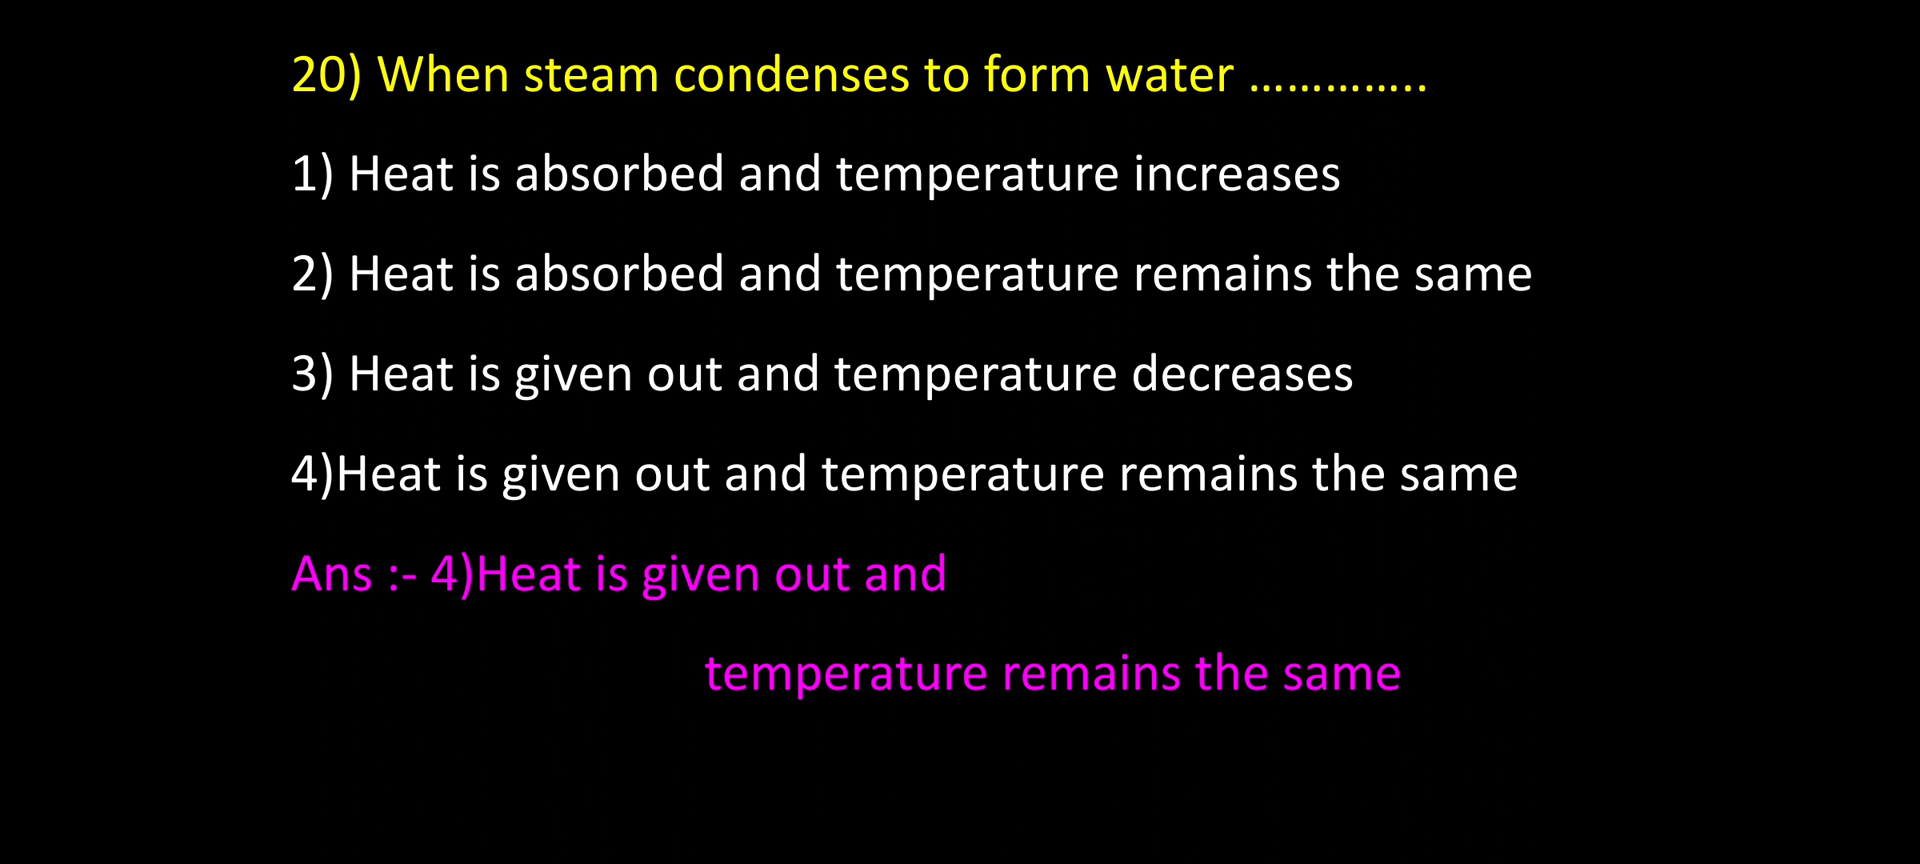 20) When steam condenses to form water …………..
1) Heat is absorbed and temperature increases
2) Heat is absorbed and temperature remains the same
3) Heat is given out and temperature decreases
4)Heat is given out and temperature remains the same
Ans :- 4)Heat is given out and
temperature remains the same